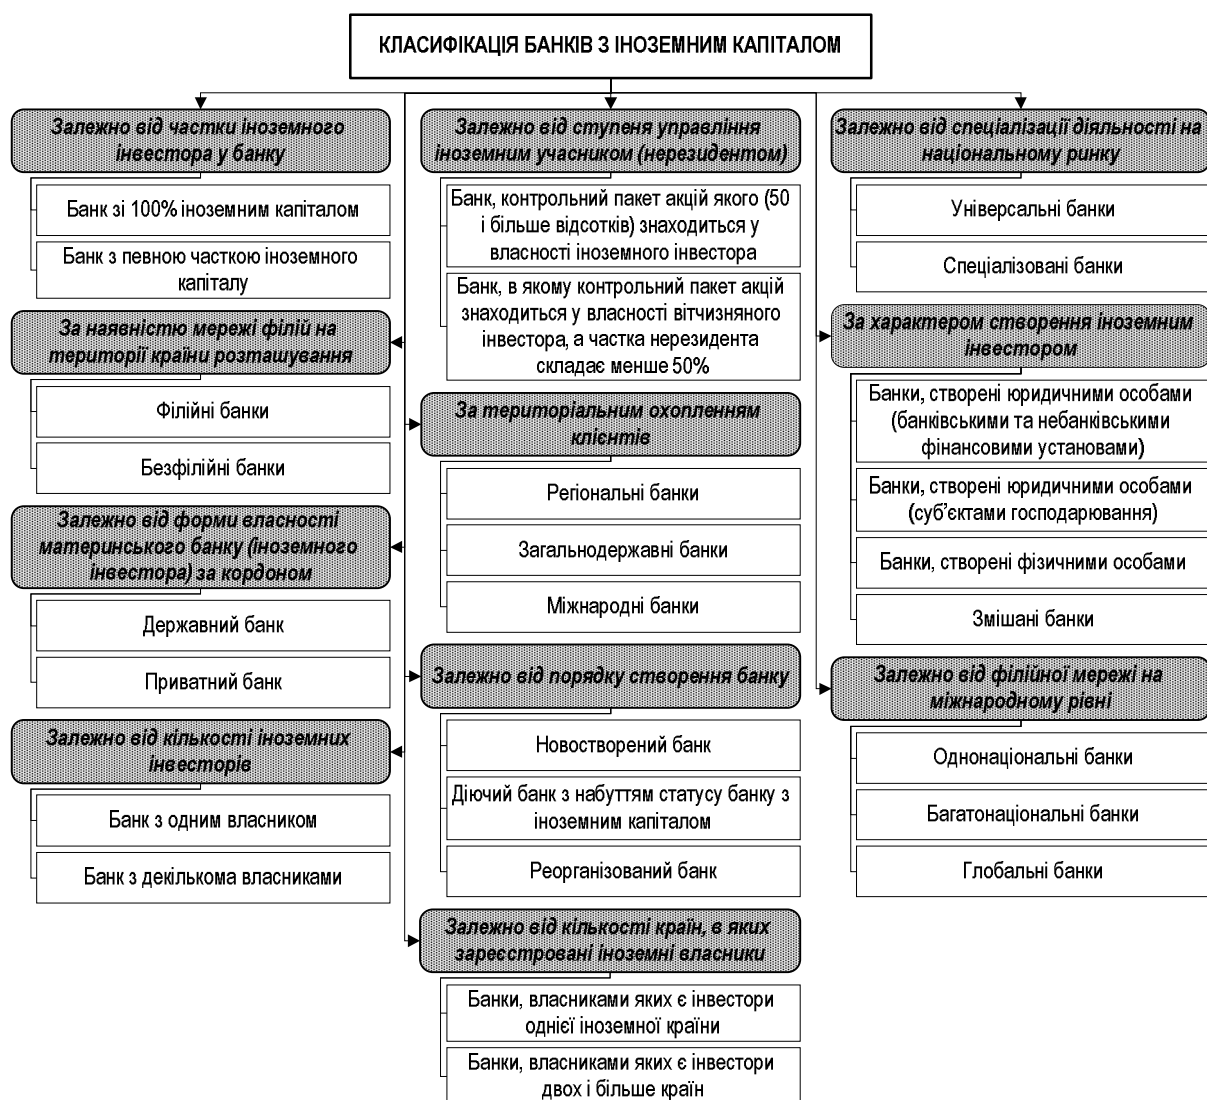 КЛАСИФІКАЦІЯ БАНКІВ З ІНОЗЕМНИМ КАПІТАЛОМ
Залежно від частки іноземного
інвестора у банку
Банк зі 100% іноземним капіталом
Банк з певною часткою іноземного
капіталу
За наявністю мережі філій на
території країни розташування
Філійні банки
Безфілійні банки
Залежно від форми власності
материнського банку (іноземного
інвестора) за кордоном
Державний банк
Приватний банк
Залежно від кількості іноземних
інвесторів
Банк з одним власником
Банк з декількома власниками
Залежно від ступеня управління
іноземним учасником (нерезидентом)
Банк, контрольний пакет акцій якого (50
і більше відсотків) знаходиться у
власності іноземного інвестора
Банк, в якому контрольний пакет акцій
знаходиться у власності вітчизняного
інвестора, а частка нерезидента
складає менше 50%
За територіальним охопленням
клієнтів
Регіональні банки
Загальнодержавні банки
Міжнародні банки
Залежно від порядку створення банку
Новостворений банк
Діючий банк з набуттям статусу банку з
іноземним капіталом
Реорганізований банк
Залежно від кількості країн, в яких
зареєстровані іноземні власники
Банки, власниками яких є інвестори
однієї іноземної країни
Банки, власниками яких є інвестори
двох і більше країн
Залежно від спеціалізації діяльності на
національному ринку
Універсальні банки
Спеціалізовані банки
За характером створення іноземним
інвестором
Банки, створені юридичними особами
(банківськими та небанківськими
фінансовими установами)
Банки, створені юридичними особами
(суб’єктами господарювання)
Банки, створені фізичними особами
Змішані банки
Залежно від філійної мережі на
міжнародному рівні
Однонаціональні банки
Багатонаціональні банки
Глобальні банки